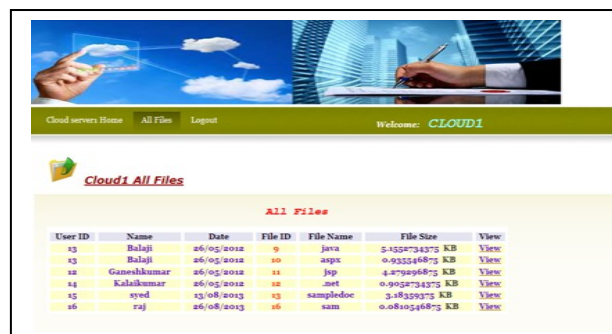 Cloud servers Home All Files Logout Welcome: CLOUD1
Cloud1 All Files
All Files
User ID Name Date File ID File Name File Size View
13 Balaji 26/05/2012 9 java 5.1552734375 KB View
13 Balaji 26/05/2012 10 aspx 0.935546875 KB View
12 Ganeshkumar 26/05/2012 11 jsp 4.279296875 KB View
14 Kalaikumar 26/05/2012 12 .net 0.9052734375 KB View
15 syed 13/08/2013 13 sampledoc 3.18359375 KB View
16 raj 26/08/2013 16 sam 0.0810546875 KB View